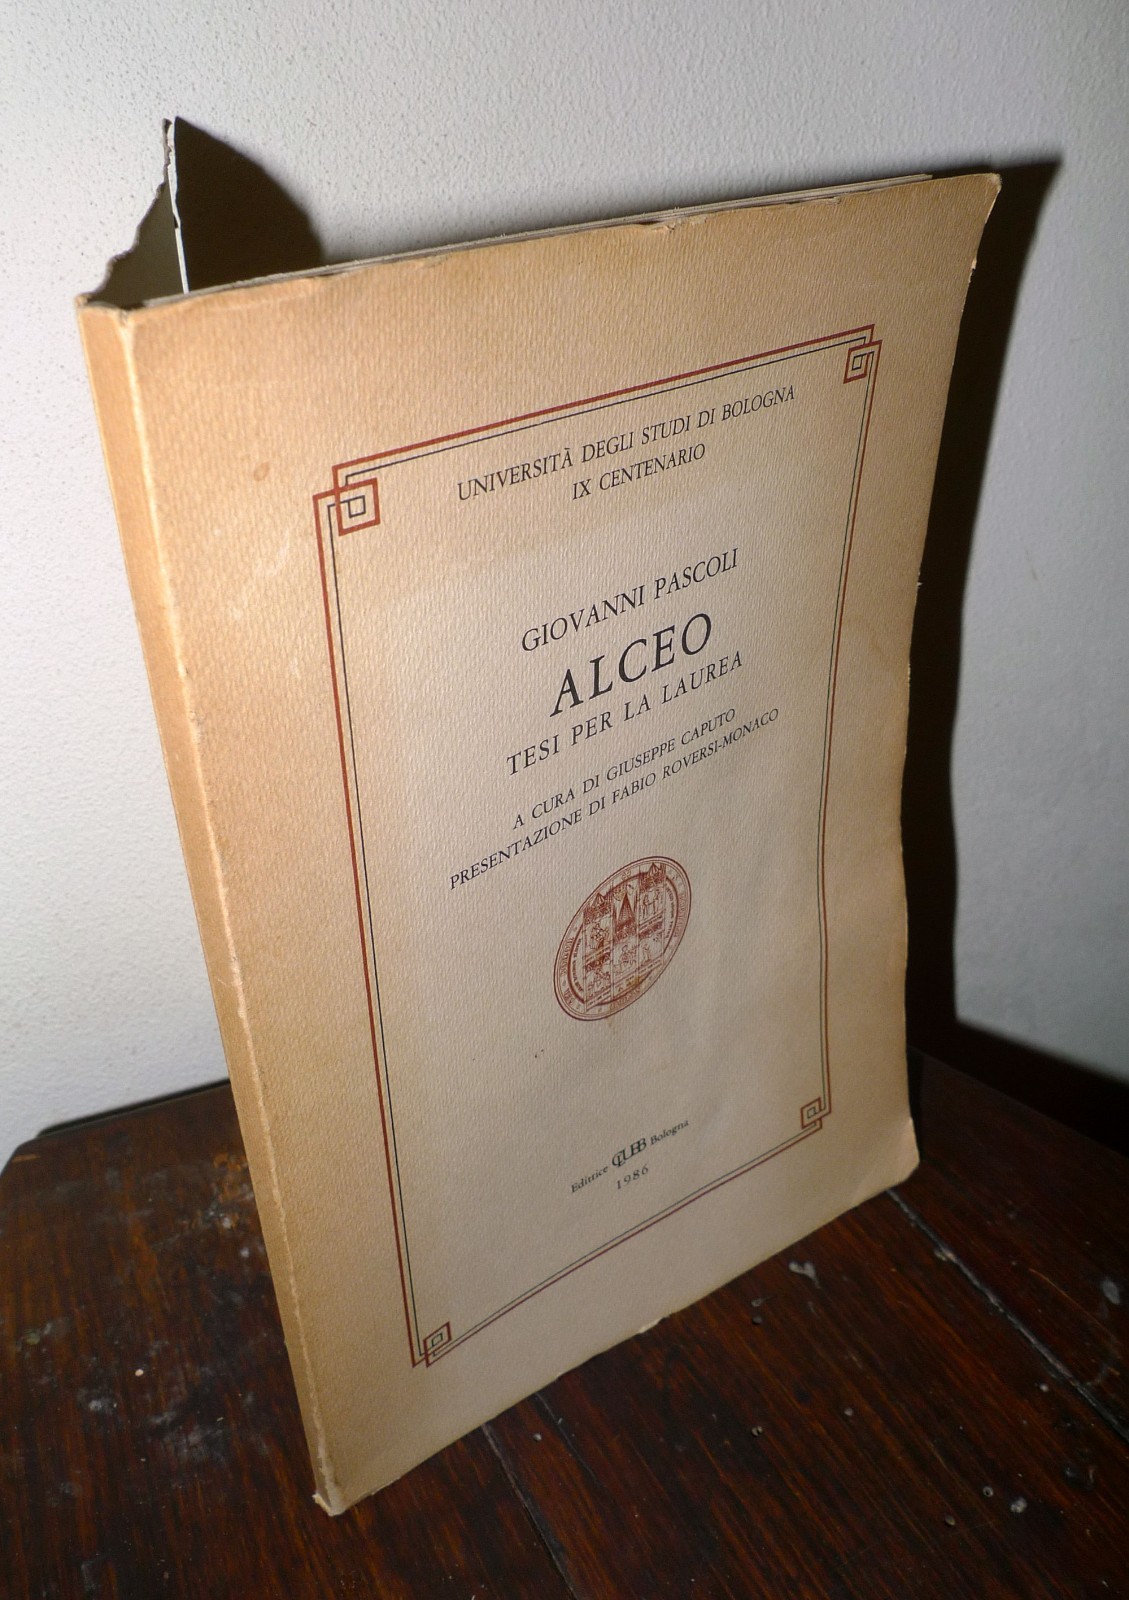 UNIVERSITÀ DEGLI STUDI DI BOLOGNA
IX CENTENARIO
GIOVANNI PASCOLI
ALCEO
TESI PER LA LAUREA
A CURA DI GIUSEPPE CAPUTO
PRESENTAZIONE DI FABIO ROVERSI-MONACO
Editrice CLUEB Bologna
1986